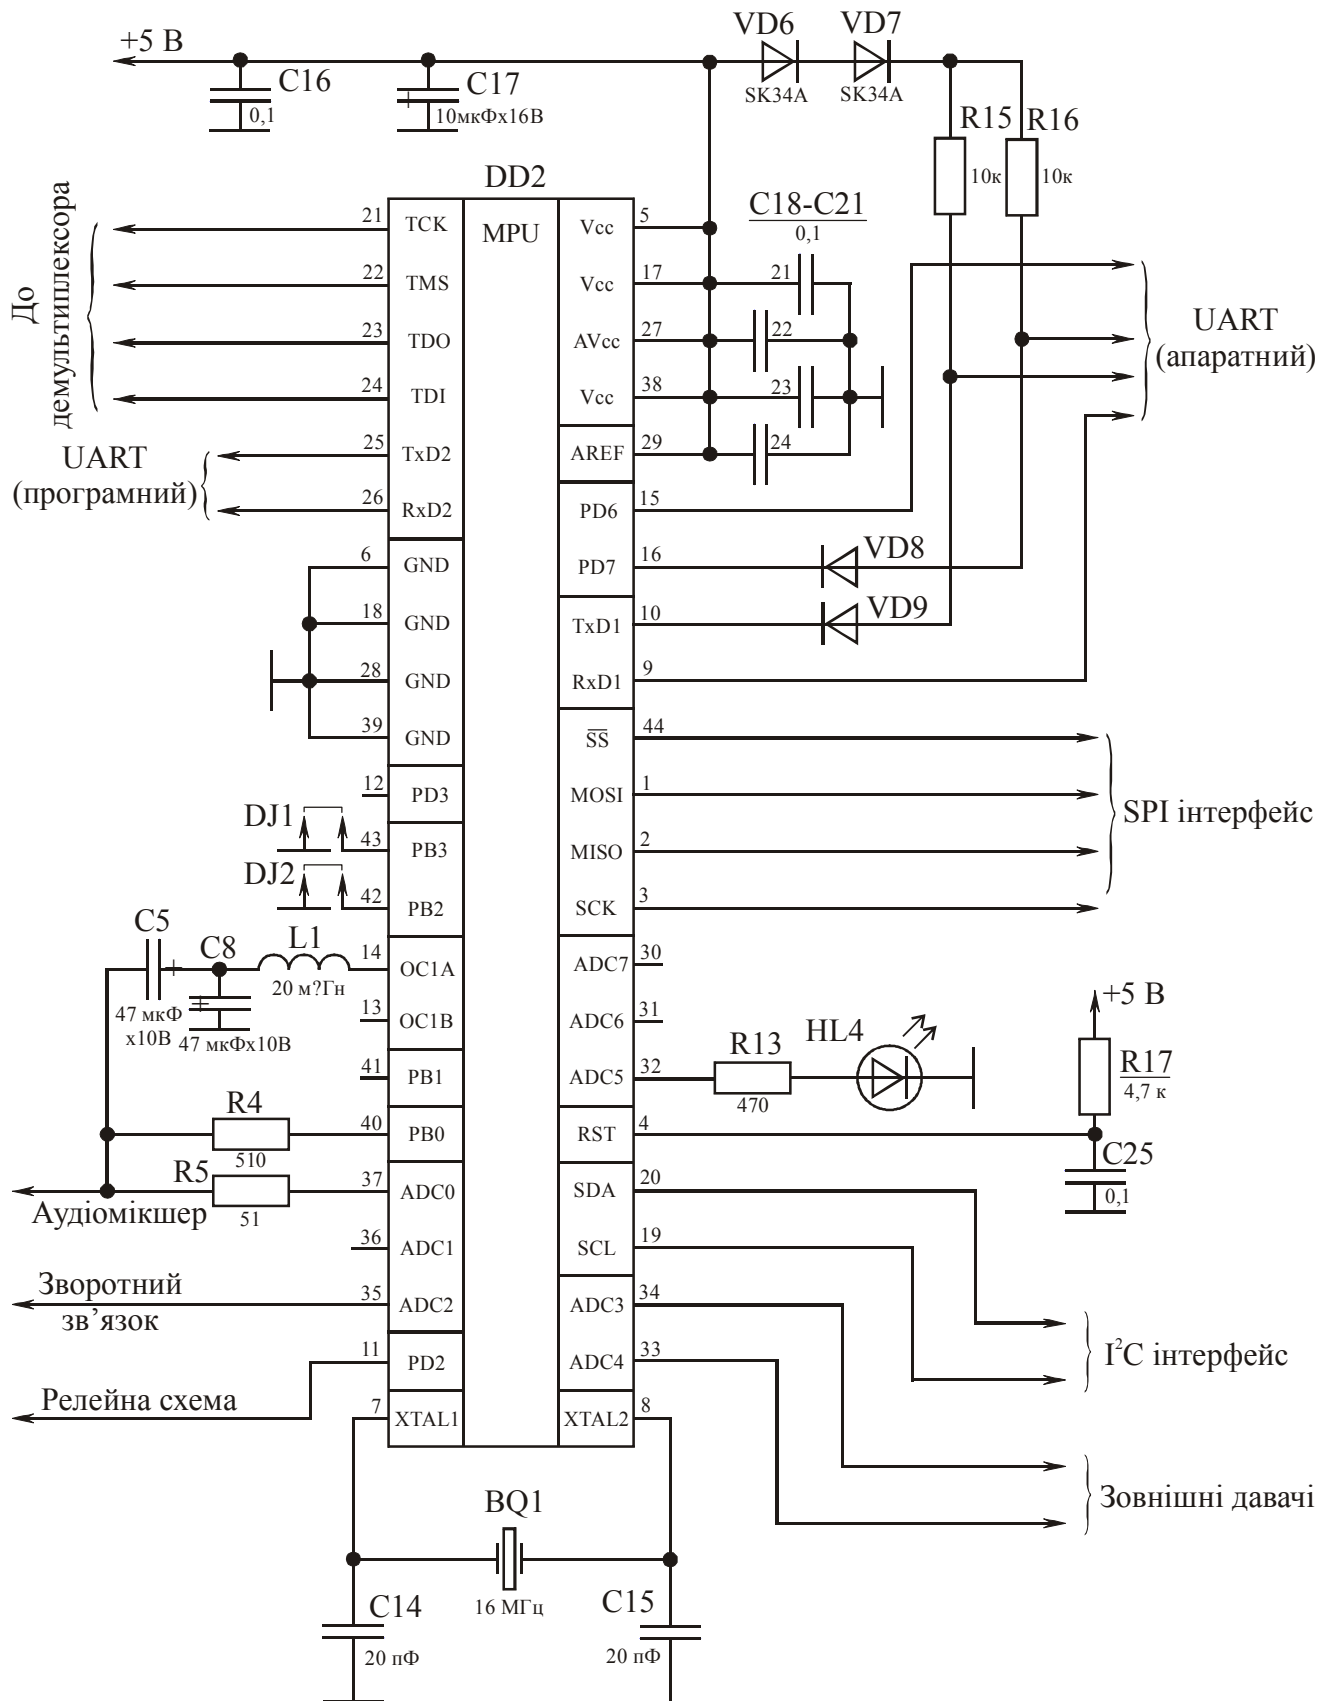 +5 В
C16
0,1
C17
10мкФх16В
VD6
SK34A
VD7
SK34A
R15
10к
R16
10к
DD2
MPU
C18-C21
0,1
До
демультиплексора
21
TCK
22
TMS
23
TDO
24
TDI
UART
(програмний)
25
TxD2
26
RxD2
6
GND
18
GND
28
GND
39
GND
12
PD3
DJ1
43
PB3
DJ2
42
PB2
C5
47 мкФ
х10В
C8
47 мкФх10В
L1
20 м?Гн
14
OC1A
13
OC1B
41
PB1
R4
510
40
PB0
R5
51
37
ADC0
Аудіомікшер
36
ADC1
Зворотний
зв’язок
35
ADC2
11
PD2
Релейна схема
7
XTAL1
Vcc
5
Vcc
17
21
AVcc
27
22
Vcc
38
23
AREF
29
24
PD6
15
PD7
16
VD8
TxD1
10
VD9
RxD1
9
UART
(апаратний)
SS
44
MOSI
1
MISO
2
SCK
3
SPI інтерфейс
ADC7
30
ADC6
31
ADC5
32
R13
470
HL4
+5 В
R17
4,7 к
RST
4
C25
0,1
SDA
20
SCL
19
I²C інтерфейс
ADC3
34
ADC4
33
Зовнішні давачі
XTAL2
8
BQ1
16 МГц
C14
20 пФ
C15
20 пФ